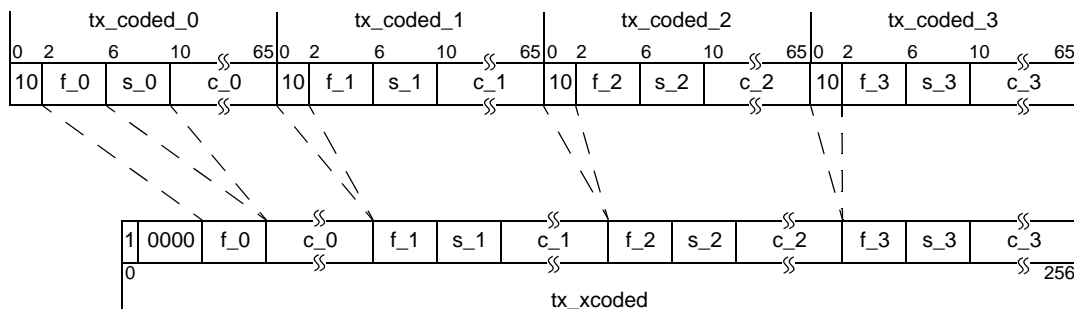 tx_coded_0 tx_coded_1 tx_coded_2 tx_coded_3
0 2 6 10 65 0 2 6 10 65 0 2 6 10 65 0 2 6 10 65
10 f_0 s_0 c_0 10 f_1 s_1 c_1 10 f_2 s_2 c_2 10 f_3 s_3 c_3
1 0000 f_0 c_0 f_1 s_1 c_1 f_2 s_2 c_2 f_3 s_3 c_3
0 256
tx_xcoded